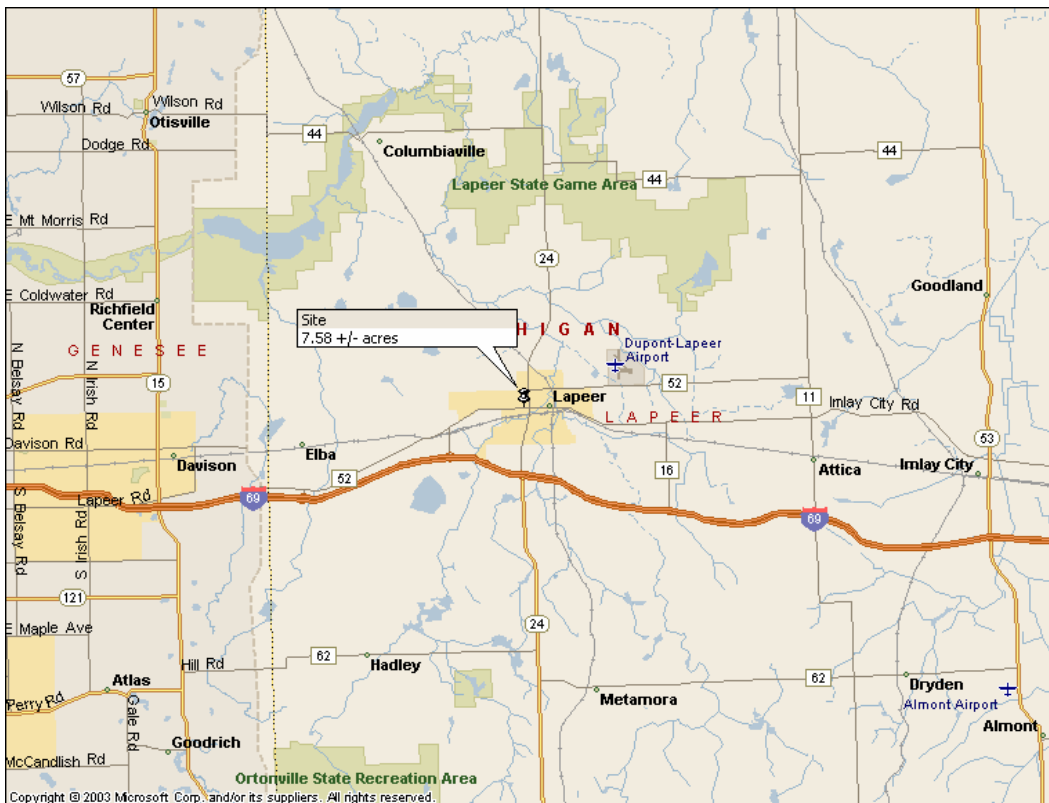 57
Wilson Rd
Wilson Rd
Otisville
44
Columbiaville
44
Dodge Rd
Lapeer State Game Area
44
E Mt Morris Rd
24
E Coldwater Rd
Richfield
Center
Goodland
Site
7.58 +/- acres
HIGAN
GENESEE
Dupont-Lapeer
Airport
N Belsay Rd
N Irish Rd
15
52
Lapeer
LAPEER
11
Imlay City Rd
53
Davison Rd
Davison
Elba
52
16
Attica
Imlay City
Lapeer Rd
69
69
S Belsay Rd
S Irish Rd
121
E Maple Ave
24
Hill Rd
62
Hadley
62
Atlas
Perry Rd
Gale Rd
Metamora
Dryden
Almont Airport
Almont
Goodrich
McCandlish Rd
Ortonville State Recreation Area
Copyright © 2003 Microsoft Corp. and/or its suppliers. All rights reserved.